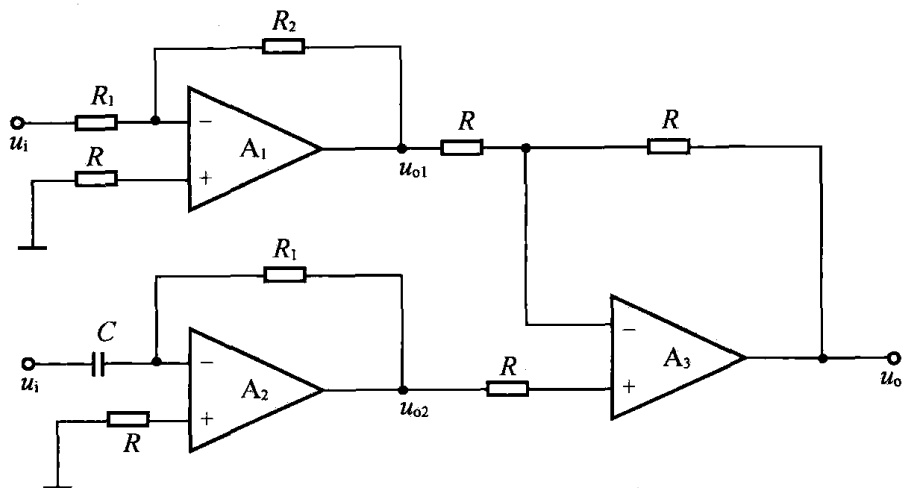 R₂
R₁
−
A₁
uᵢ
R
+
uₒ₁
R
R
R₁
C
−
A₂
uᵢ
R
+
uₒ₂
R
−
A₃
+
uₒ